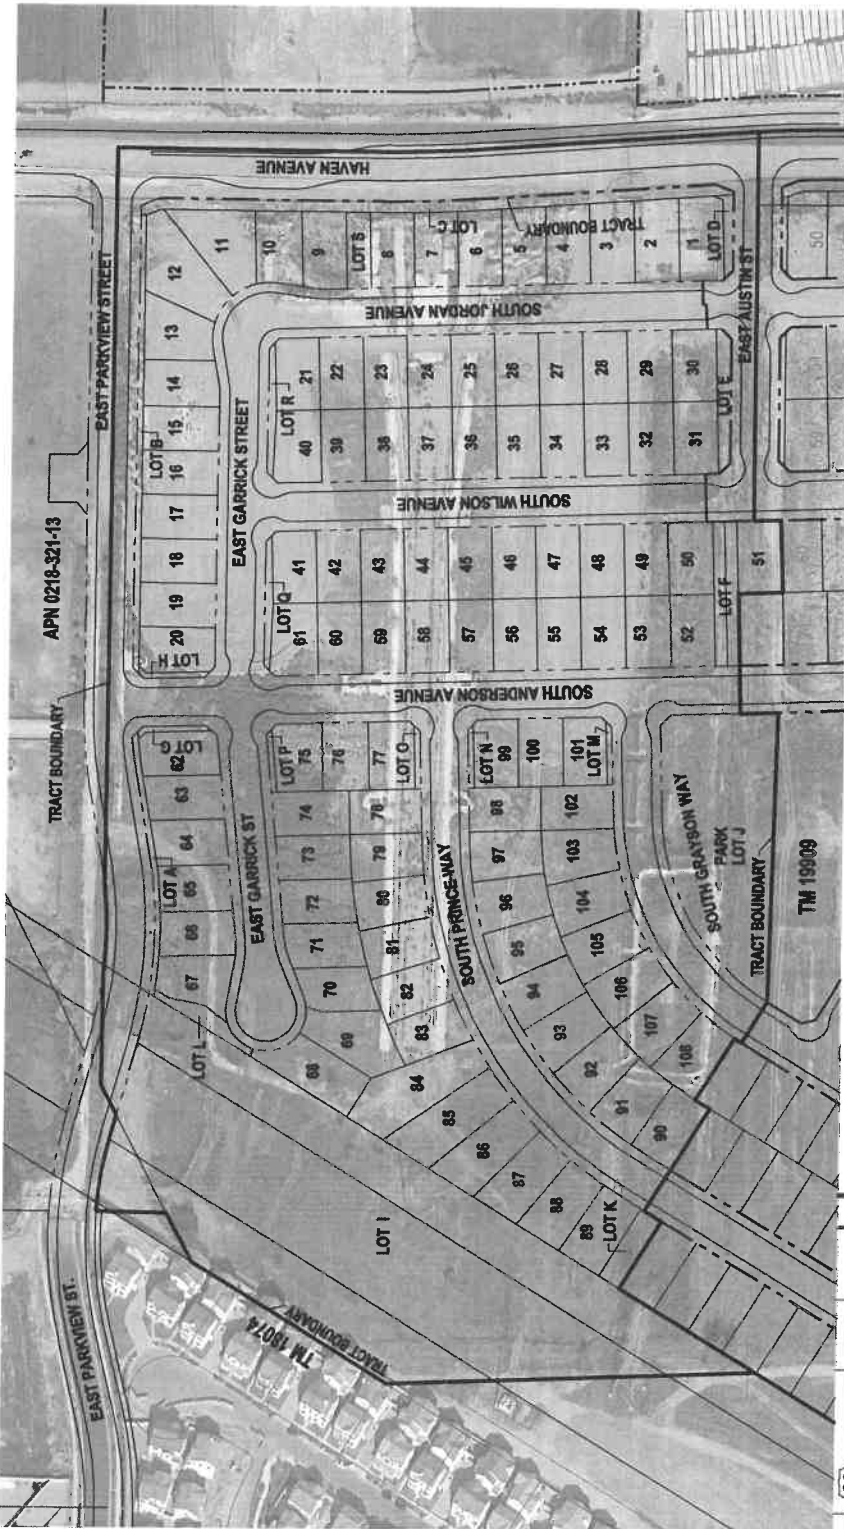 APN 0218-321-13
TRACT BOUNDARY
EAST PARKVIEW STREET
EAST PARKVIEW ST.
HAVEN AVENUE
LOT B
12
13
14
15
16
17
18
19
20
LOT H
11
10
9
LOT S
8
7
LOT C
6
5
4
3
2
1
LOT D
TRACT BOUNDARY
EAST GARRICK STREET
SOUTH JORDAN AVENUE
LOT R
21
22
23
24
25
26
27
28
29
30
LOT E
40
39
38
37
36
35
34
33
32
31
EAST AUSTIN ST
SOUTH WILSON AVENUE
LOT Q
41
42
43
44
45
46
47
48
49
50
51
LOT F
61
60
59
58
57
56
55
54
53
52
SOUTH ANDERSON AVENUE
LOT G
62
63
64
LOT A
65
66
67
LOT L
EAST GARRICK ST
LOT P
75
76
77
LOT O
74
73
72
71
70
69
68
78
79
80
81
82
83
84
85
86
87
88
89
LOT K
SOUTH PRINCE WAY
LOT N
99
100
101
LOT M
98
97
96
95
94
93
92
91
90
102
103
104
105
106
107
108
SOUTH GRAYSON WAY
PARK
LOT J
TRACT BOUNDARY
TM 19909
LOT I
TM 18074
TRACT BOUNDARY
50